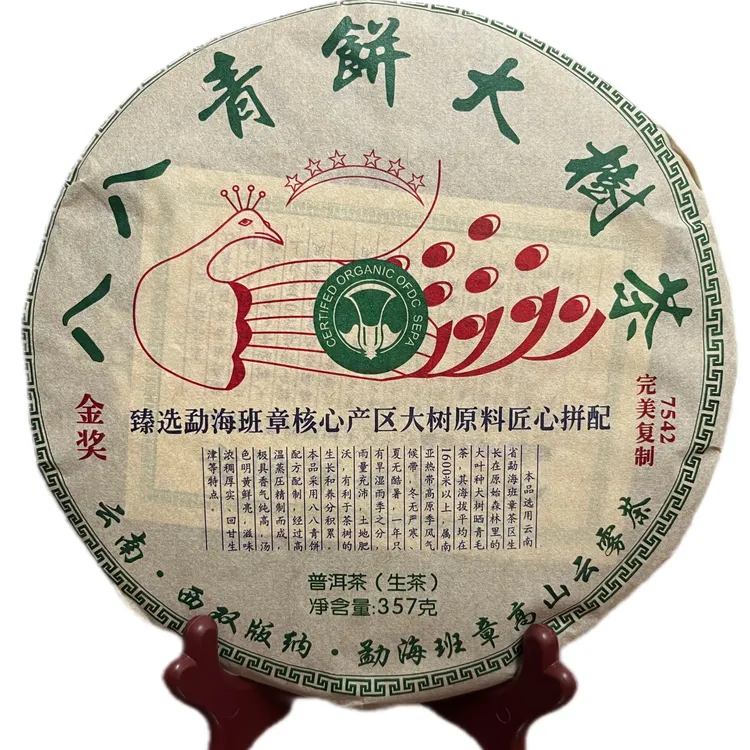 八八青餅大樹茶
CERTIFED ORGANIC OFDC SEPA
金奖
7542
完美复制
臻选勐海班章核心产区大树原料匠心拼配
本品选用云南
省勐海班章茶区生
长在原始森林里的
大叶种大树晒青毛
茶，其海拔平均在
1600米以上，属南
亚热带高原季风气
候带，冬无严寒、
夏无酷暑，一年只
有旱湿雨季之分，
雨量充沛，土地肥
沃，有利于茶树的
生长和养分积累。
本品采用八八青饼
配方配制，经过高
温蒸压精制而成，
极具香气纯高，汤
色明黄鲜亮，滋味
浓稠厚实、回甘生
津等特点。
普洱茶（生茶）
净含量:357克
云南·西双版纳·勐海班章高山云雾茶